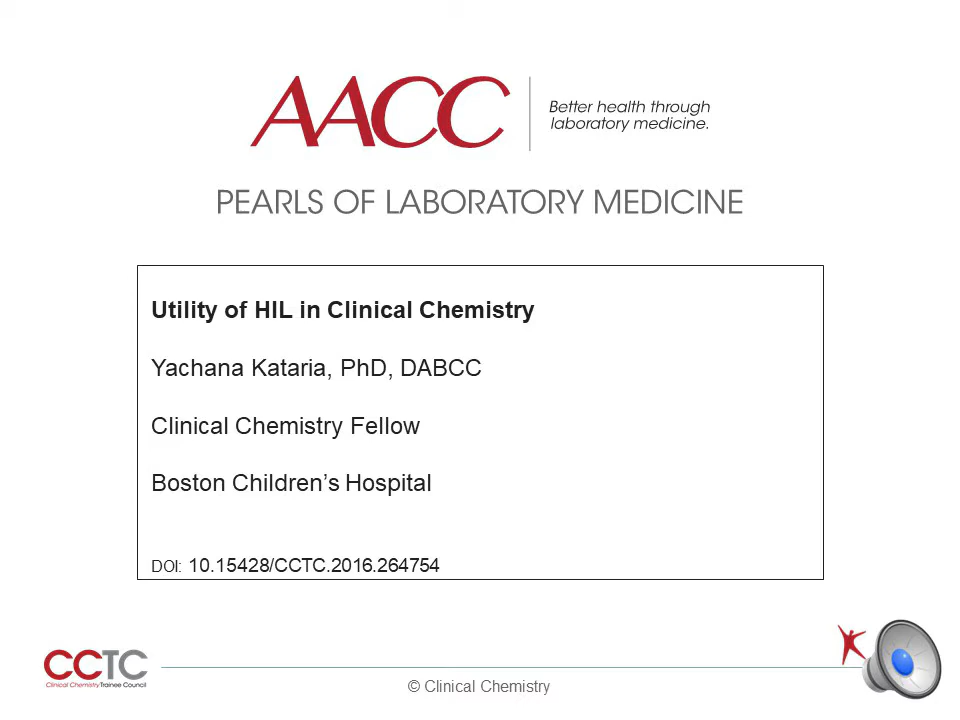 AACC
Better health through
laboratory medicine.
PEARLS OF LABORATORY MEDICINE
Utility of HIL in Clinical Chemistry
Yachana Kataria, PhD, DABCC
Clinical Chemistry Fellow
Boston Children’s Hospital
DOI: 10.15428/CCTC.2016.264754
CCTC
Clinical Chemistry Trainee Council
© Clinical Chemistry